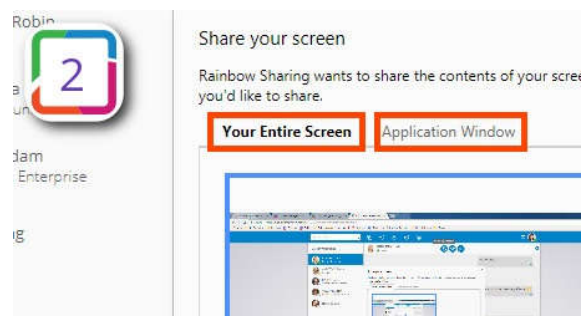 Robin
2
Share your screen
Rainbow Sharing wants to share the contents of your scree
you'd like to share.
Your Entire Screen
Application Window
dam
Enterprise